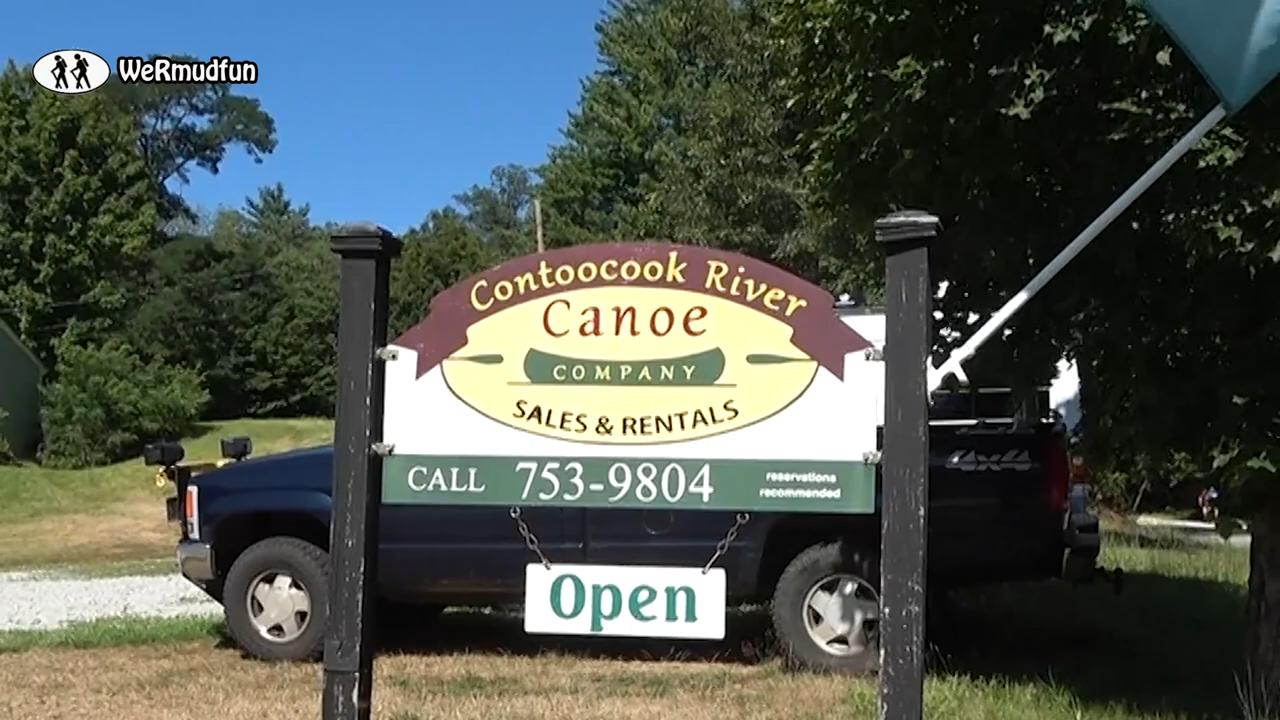 WeRmudfun
Contoocook River
Canoe
COMPANY
SALES & RENTALS
CALL 753-9804 reservations
recommended
4x4
Open